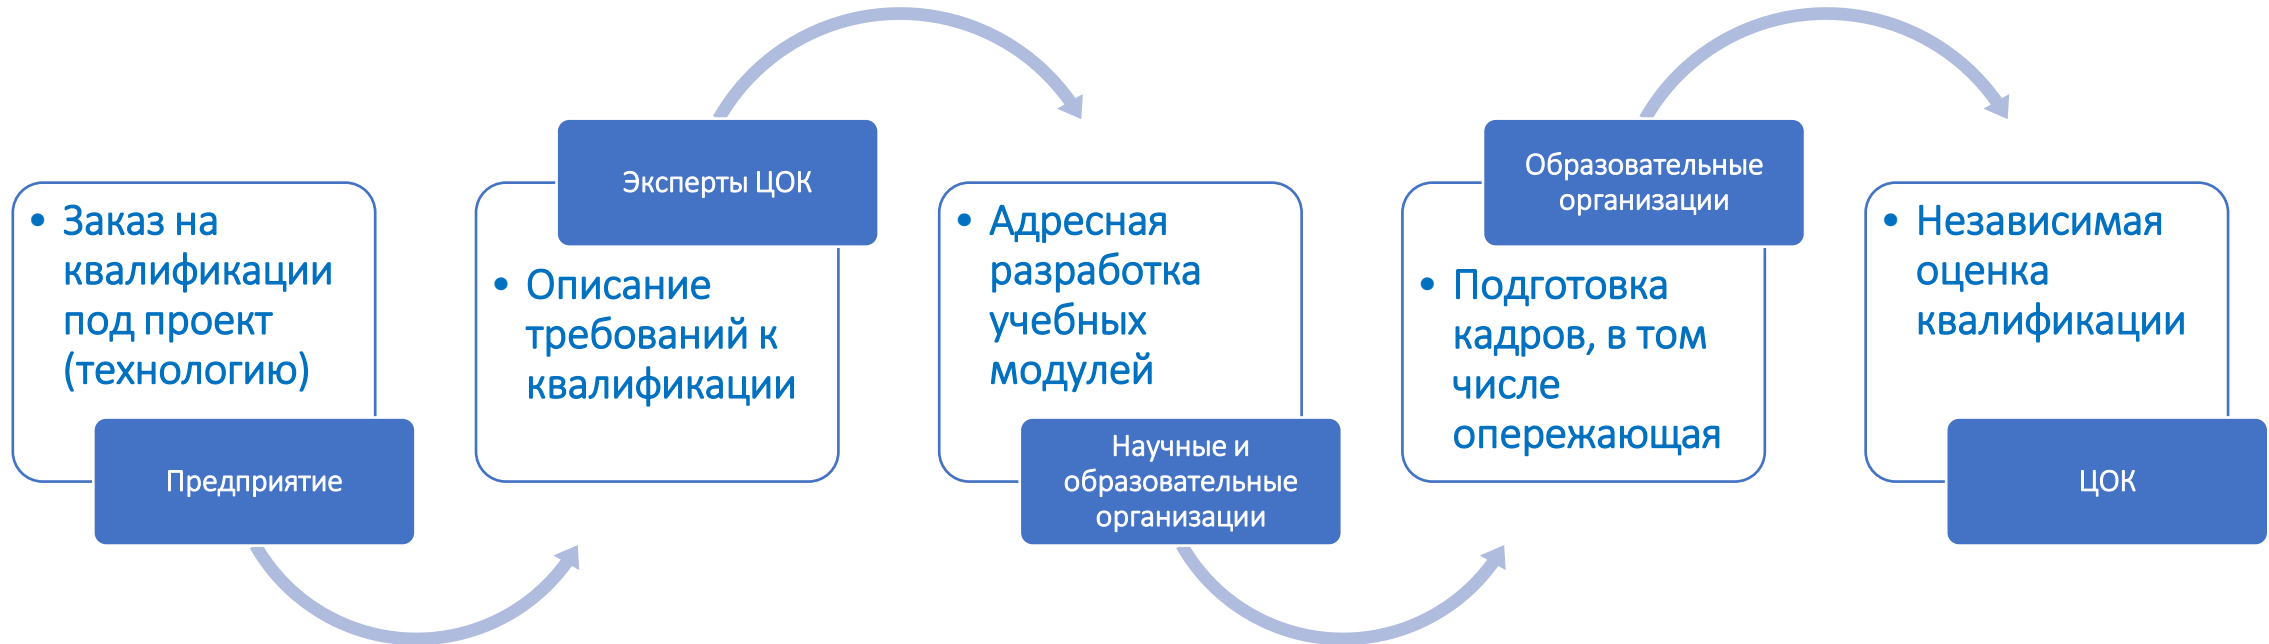 • Заказ на
квалификации
под проект
(технологию)
Предприятие
Эксперты ЦОК
• Описание
требований к
квалификации
• Адресная
разработка
учебных
модулей
Научные и
образовательные
организации
Образовательные
организации
• Подготовка
кадров, в том
числе
опережающая
• Независимая
оценка
квалификации
ЦОК